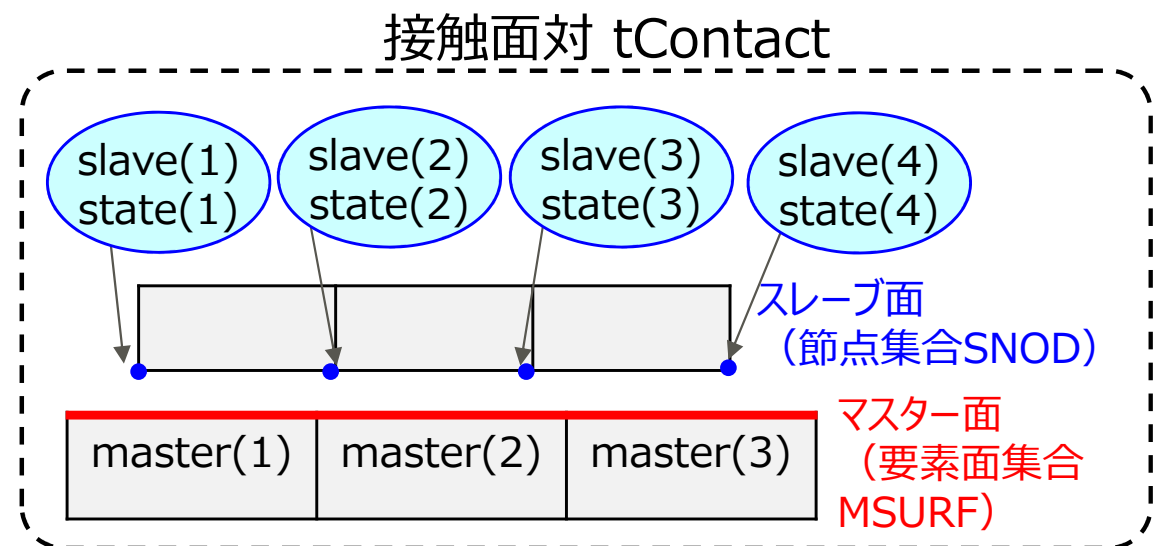 接触面対 tContact
slave(1)
state(1)
slave(2)
state(2)
slave(3)
state(3)
slave(4)
state(4)
スレーブ面
（節点集合SNOD）
マスター面
（要素面集合
MSURF）
master(1)
master(2)
master(3)